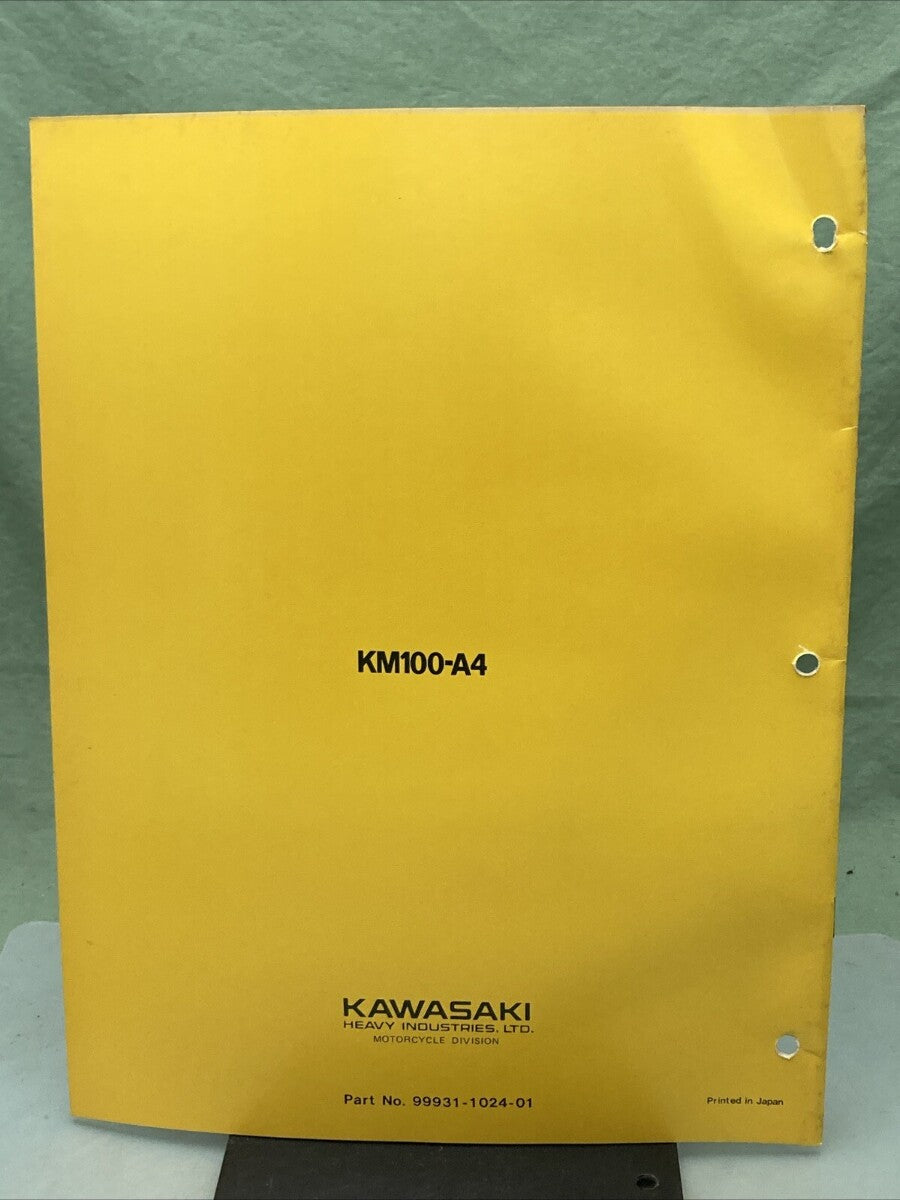 KM100-A4
KAWASAKI
HEAVY INDUSTRIES, LTD.
MOTORCYCLE DIVISION
Part No. 99931-1024-01
Printed in Japan